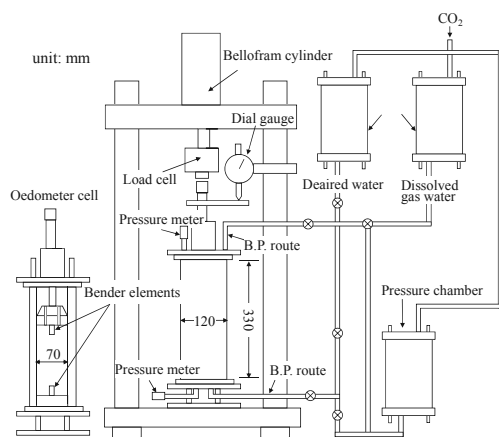 CO2
unit: mm
Bellofram cylinder
Dial gauge
Load cell
Deaired water
Dissolved
gas water
Oedometer cell
Pressure meter
B.P. route
Bender elements
Pressure chamber
120
330
70
Pressure meter
B.P. route